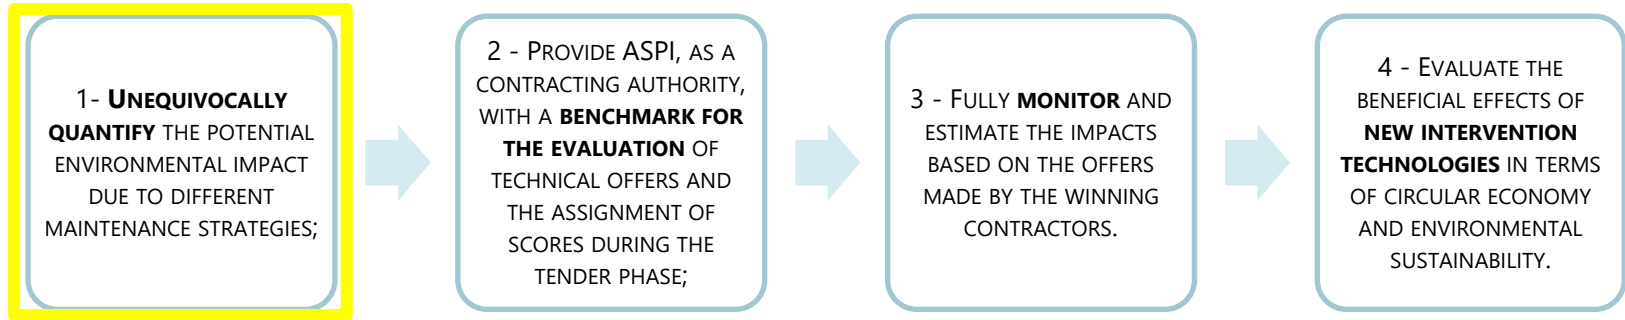 1- UNEQUIVOCALLY
QUANTIFY THE POTENTIAL
ENVIRONMENTAL IMPACT
DUE TO DIFFERENT
MAINTENANCE STRATEGIES;
2 - PROVIDE ASPI, AS A
CONTRACTING AUTHORITY,
WITH A BENCHMARK FOR
THE EVALUATION OF
TECHNICAL OFFERS AND
THE ASSIGNMENT OF
SCORES DURING THE
TENDER PHASE;
3 - FULLY MONITOR AND
ESTIMATE THE IMPACTS
BASED ON THE OFFERS
MADE BY THE WINNING
CONTRACTORS.
4 - EVALUATE THE
BENEFICIAL EFFECTS OF
NEW INTERVENTION
TECHNOLOGIES IN TERMS
OF CIRCULAR ECONOMY
AND ENVIRONMENTAL
SUSTAINABILITY.